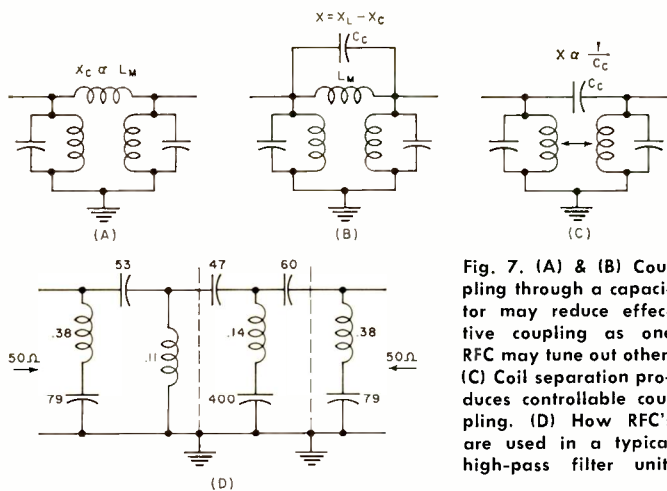 X = X_L – X_C
C_C
X_C α L_M
L_M
X α 1/C_C
C_C
(A)
(B)
(C)
53
47
60
.38
.11
.14
.38
50Ω
50Ω
79
400
79
(D)
Fig. 7. (A) & (B) Cou-
pling through a capaci-
tor may reduce effec-
tive coupling as one
RFC may tune out other
(C) Coil separation pro-
duces controllable cou-
pling. (D) How RFC's
are used in a typica
high-pass filter unit